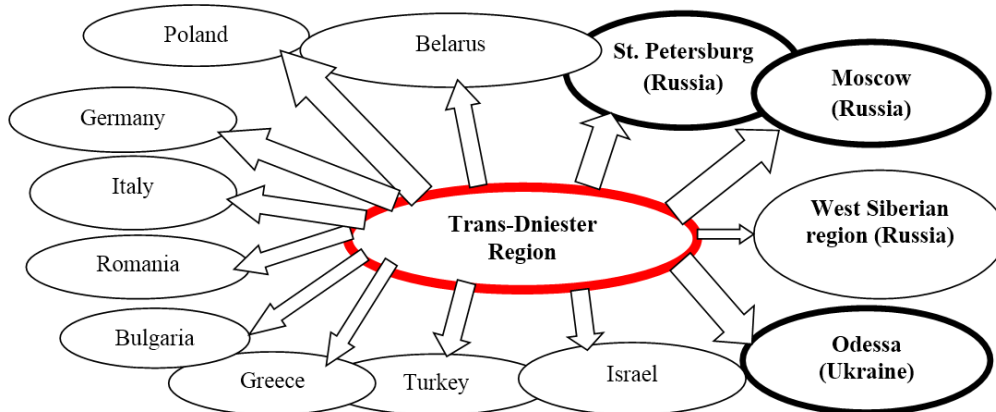 Poland
Belarus
St. Petersburg
(Russia)
Moscow
(Russia)
Germany
Italy
Trans-Dniester
Region
West Siberian
region (Russia)
Romania
Bulgaria
Greece
Turkey
Israel
Odessa
(Ukraine)